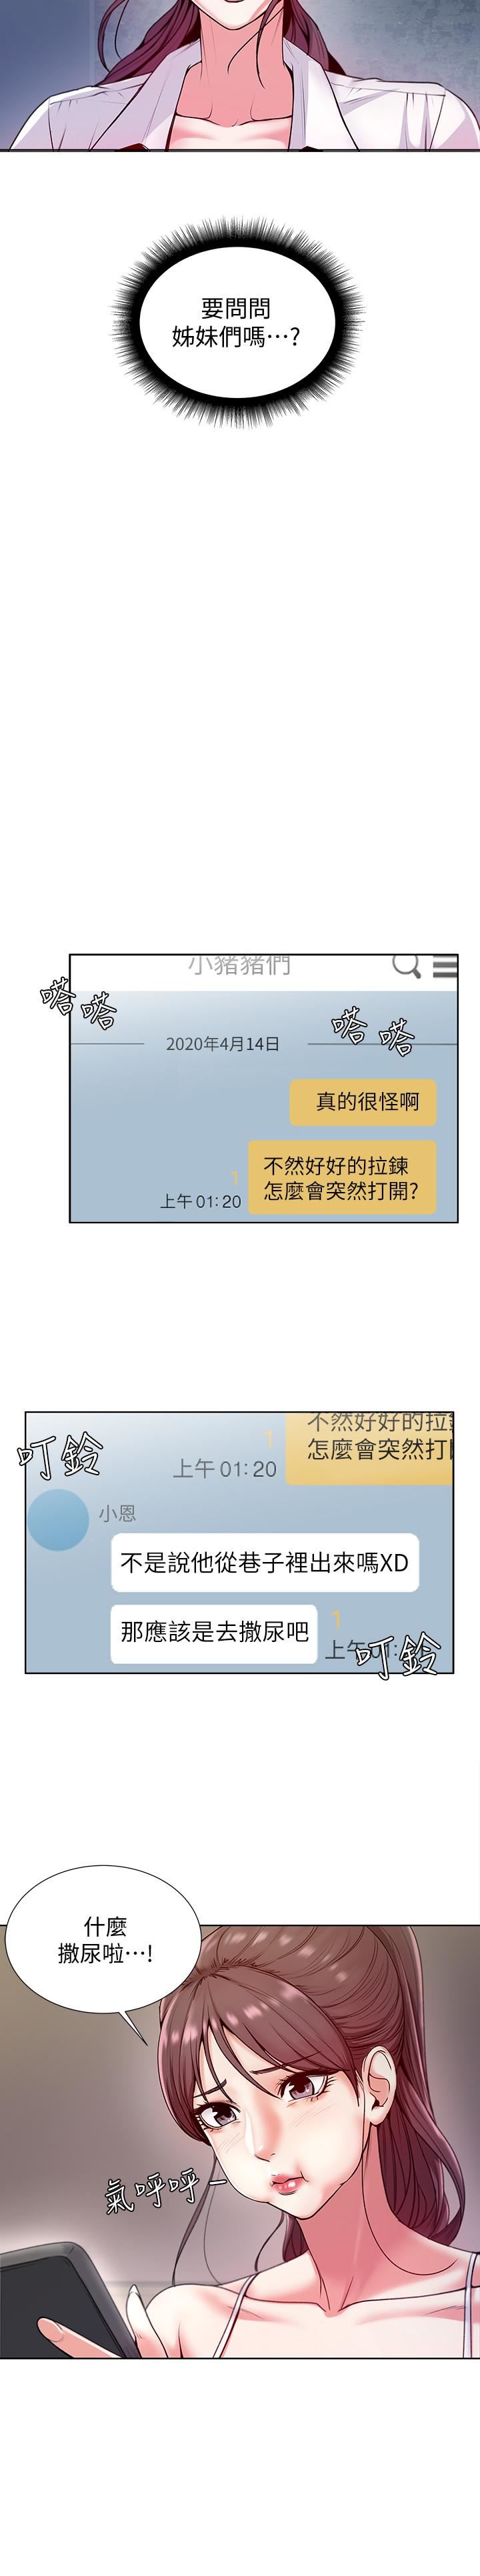 要問問
姊妹們嗎⋯?
小豬豬們
嗒嗒
嗒嗒
2020年4月14日
真的很怪啊
不然好好的拉鍊
怎麼會突然打開?
1
上午 01:20
叮鈴
不然好好的拉
怎麼會突然打
1
上午 01:20
小恩
不是說他從巷子裡出來嗎XD
那應該是去撒尿吧
1
上午 01:
叮鈴
什麼
撒尿啦⋯!
氣呼呼–